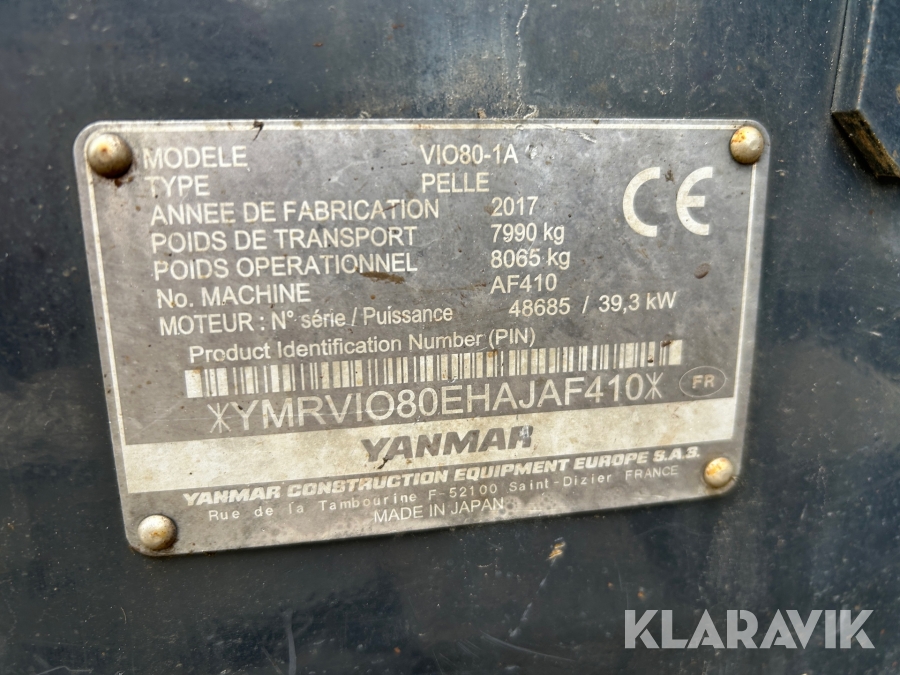 MODELE VIO80-1A
TYPE PELLE
ANNEE DE FABRICATION 2017
POIDS DE TRANSPORT 7990 kg
POIDS OPERATIONNEL 8065 kg
No. MACHINE AF410
MOTEUR : N° série / Puissance 48685 / 39,3 kW
CE
Product Identification Number (PIN)
*YMRVIO80EHAJAF410*
FR
YANMAR
YANMAR CONSTRUCTION EQUIPMENT EUROPE S.A.S.
Rue de la Tambourine F-52100 Saint-Dizier FRANCE
MADE IN JAPAN
KLARAVIK